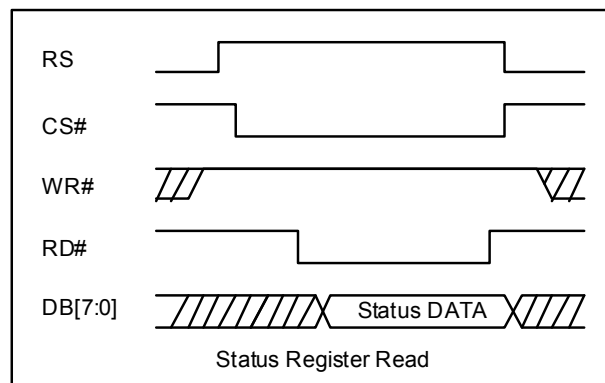 RS
CS#
WR#
RD#
DB[7:0] Status DATA
Status Register Read